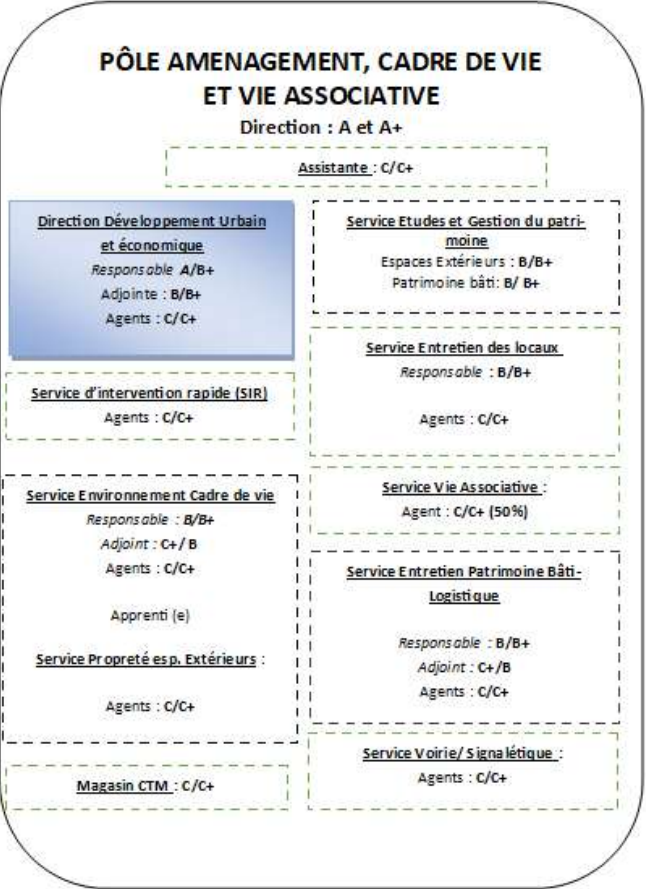 PÔLE AMENAGEMENT, CADRE DE VIE
ET VIE ASSOCIATIVE
Direction : A et A+
Assistante : C/C+
Direction Développement Urbain
et économique
Responsable A/B+
Adjointe : B/B+
Agents : C/C+
Service d'intervention rapide (SIR)
Agents : C/C+
Service Environnement Cadre de vie
Responsable : B/B+
Adjoint : C+/ B
Agents : C/C+
Apprenti (e)
Service Propreté esp. Extérieurs :
Agents : C/C+
Magasin CTM : C/C+
Service Etudes et Gestion du patri-
moine
Espaces Extérieurs : B/B+
Patrimoine bâti: B/ B+
Service Entretien des locaux
Responsable : B/B+
Agents : C/C+
Service Vie Associative :
Agent : C/C+ (50%)
Service Entretien Patrimoine Bâti-
Logistique
Responsable : B/B+
Adjoint : C+/B
Agents : C/C+
Service Voirie/ Signalétique :
Agents : C/C+